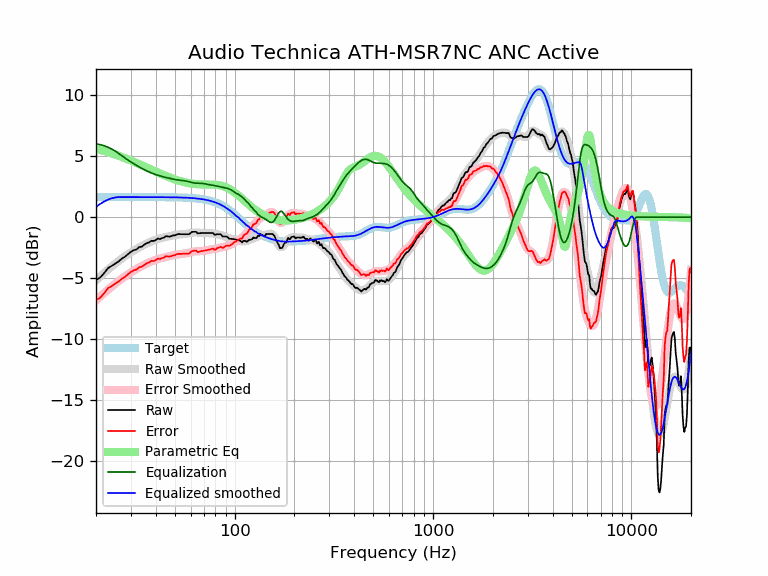 Audio Technica ATH-MSR7NC ANC Active
Amplitude (dBr)
10
5
0
−5
−10
−15
−20
Target
Raw Smoothed
Error Smoothed
Raw
Error
Parametric Eq
Equalization
Equalized smoothed
100
1000
10000
Frequency (Hz)